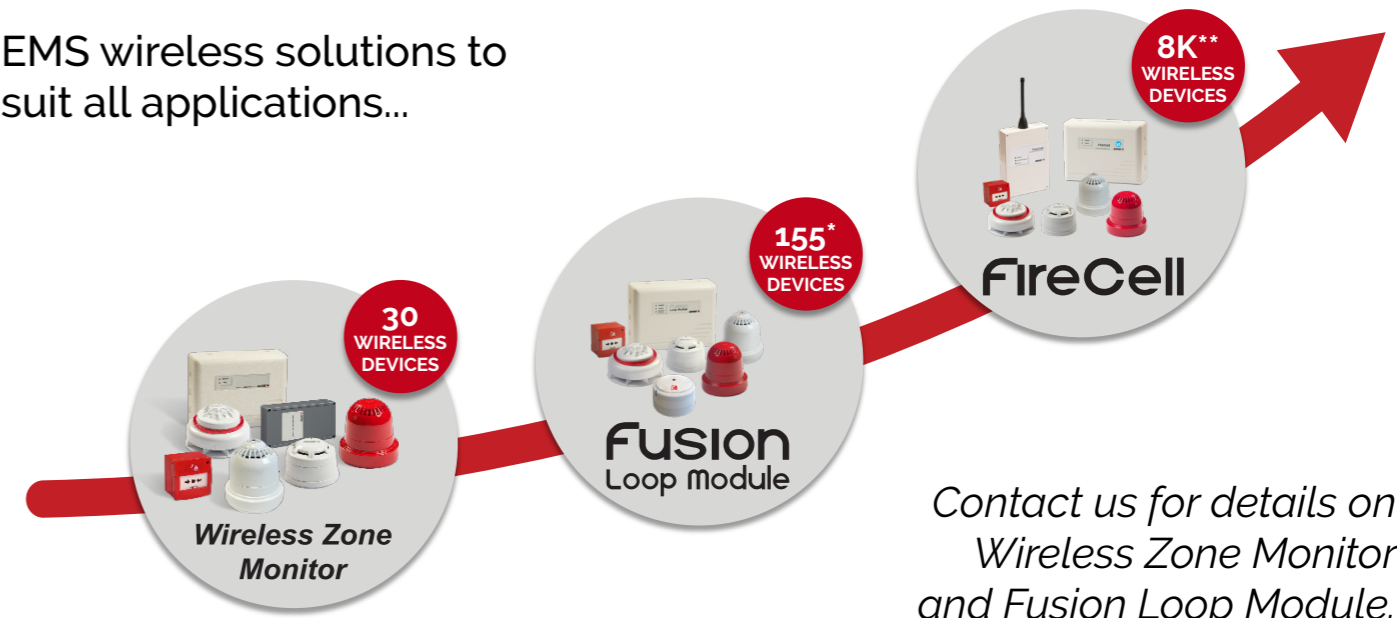 EMS wireless solutions to
suit all applications...
8K**
WIRELESS
DEVICES
FireCell
155*
WIRELESS
DEVICES
Fusion
Loop Module
30
WIRELESS
DEVICES
Wireless Zone
Monitor
Contact us for details on
Wireless Zone Monitor
and Fusion Loop Module.